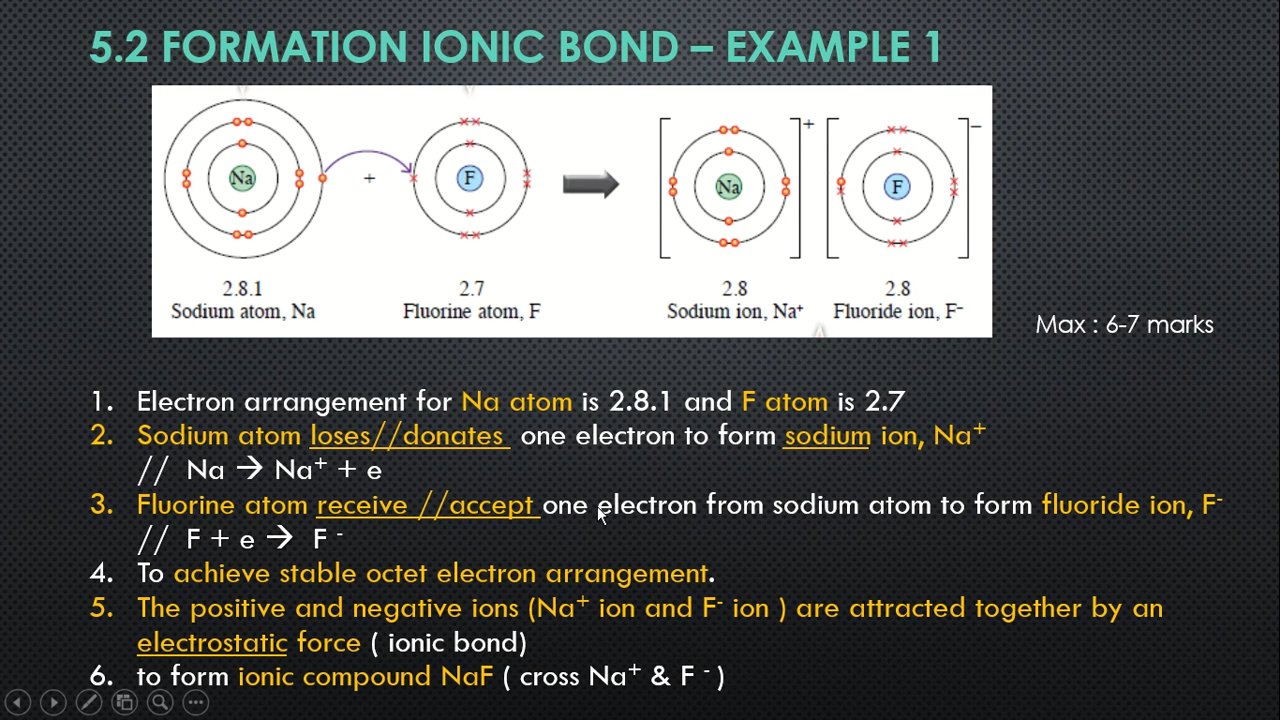 5.2 FORMATION IONIC BOND – EXAMPLE 1
Na + F Na + F –
2.8.1 2.7 2.8 2.8
Sodium atom, Na Fluorine atom, F Sodium ion, Na⁺ Fluoride ion, F⁻
Max : 6-7 marks
1. Electron arrangement for Na atom is 2.8.1 and F atom is 2.7
2. Sodium atom loses//donates one electron to form sodium ion, Na⁺
// Na → Na⁺ + e
3. Fluorine atom receive //accept one electron from sodium atom to form fluoride ion, F⁻
// F + e → F ⁻
4. To achieve stable octet electron arrangement.
5. The positive and negative ions (Na⁺ ion and F⁻ ion ) are attracted together by an
electrostatic force ( ionic bond)
6. to form ionic compound NaF ( cross Na⁺ & F ⁻ )